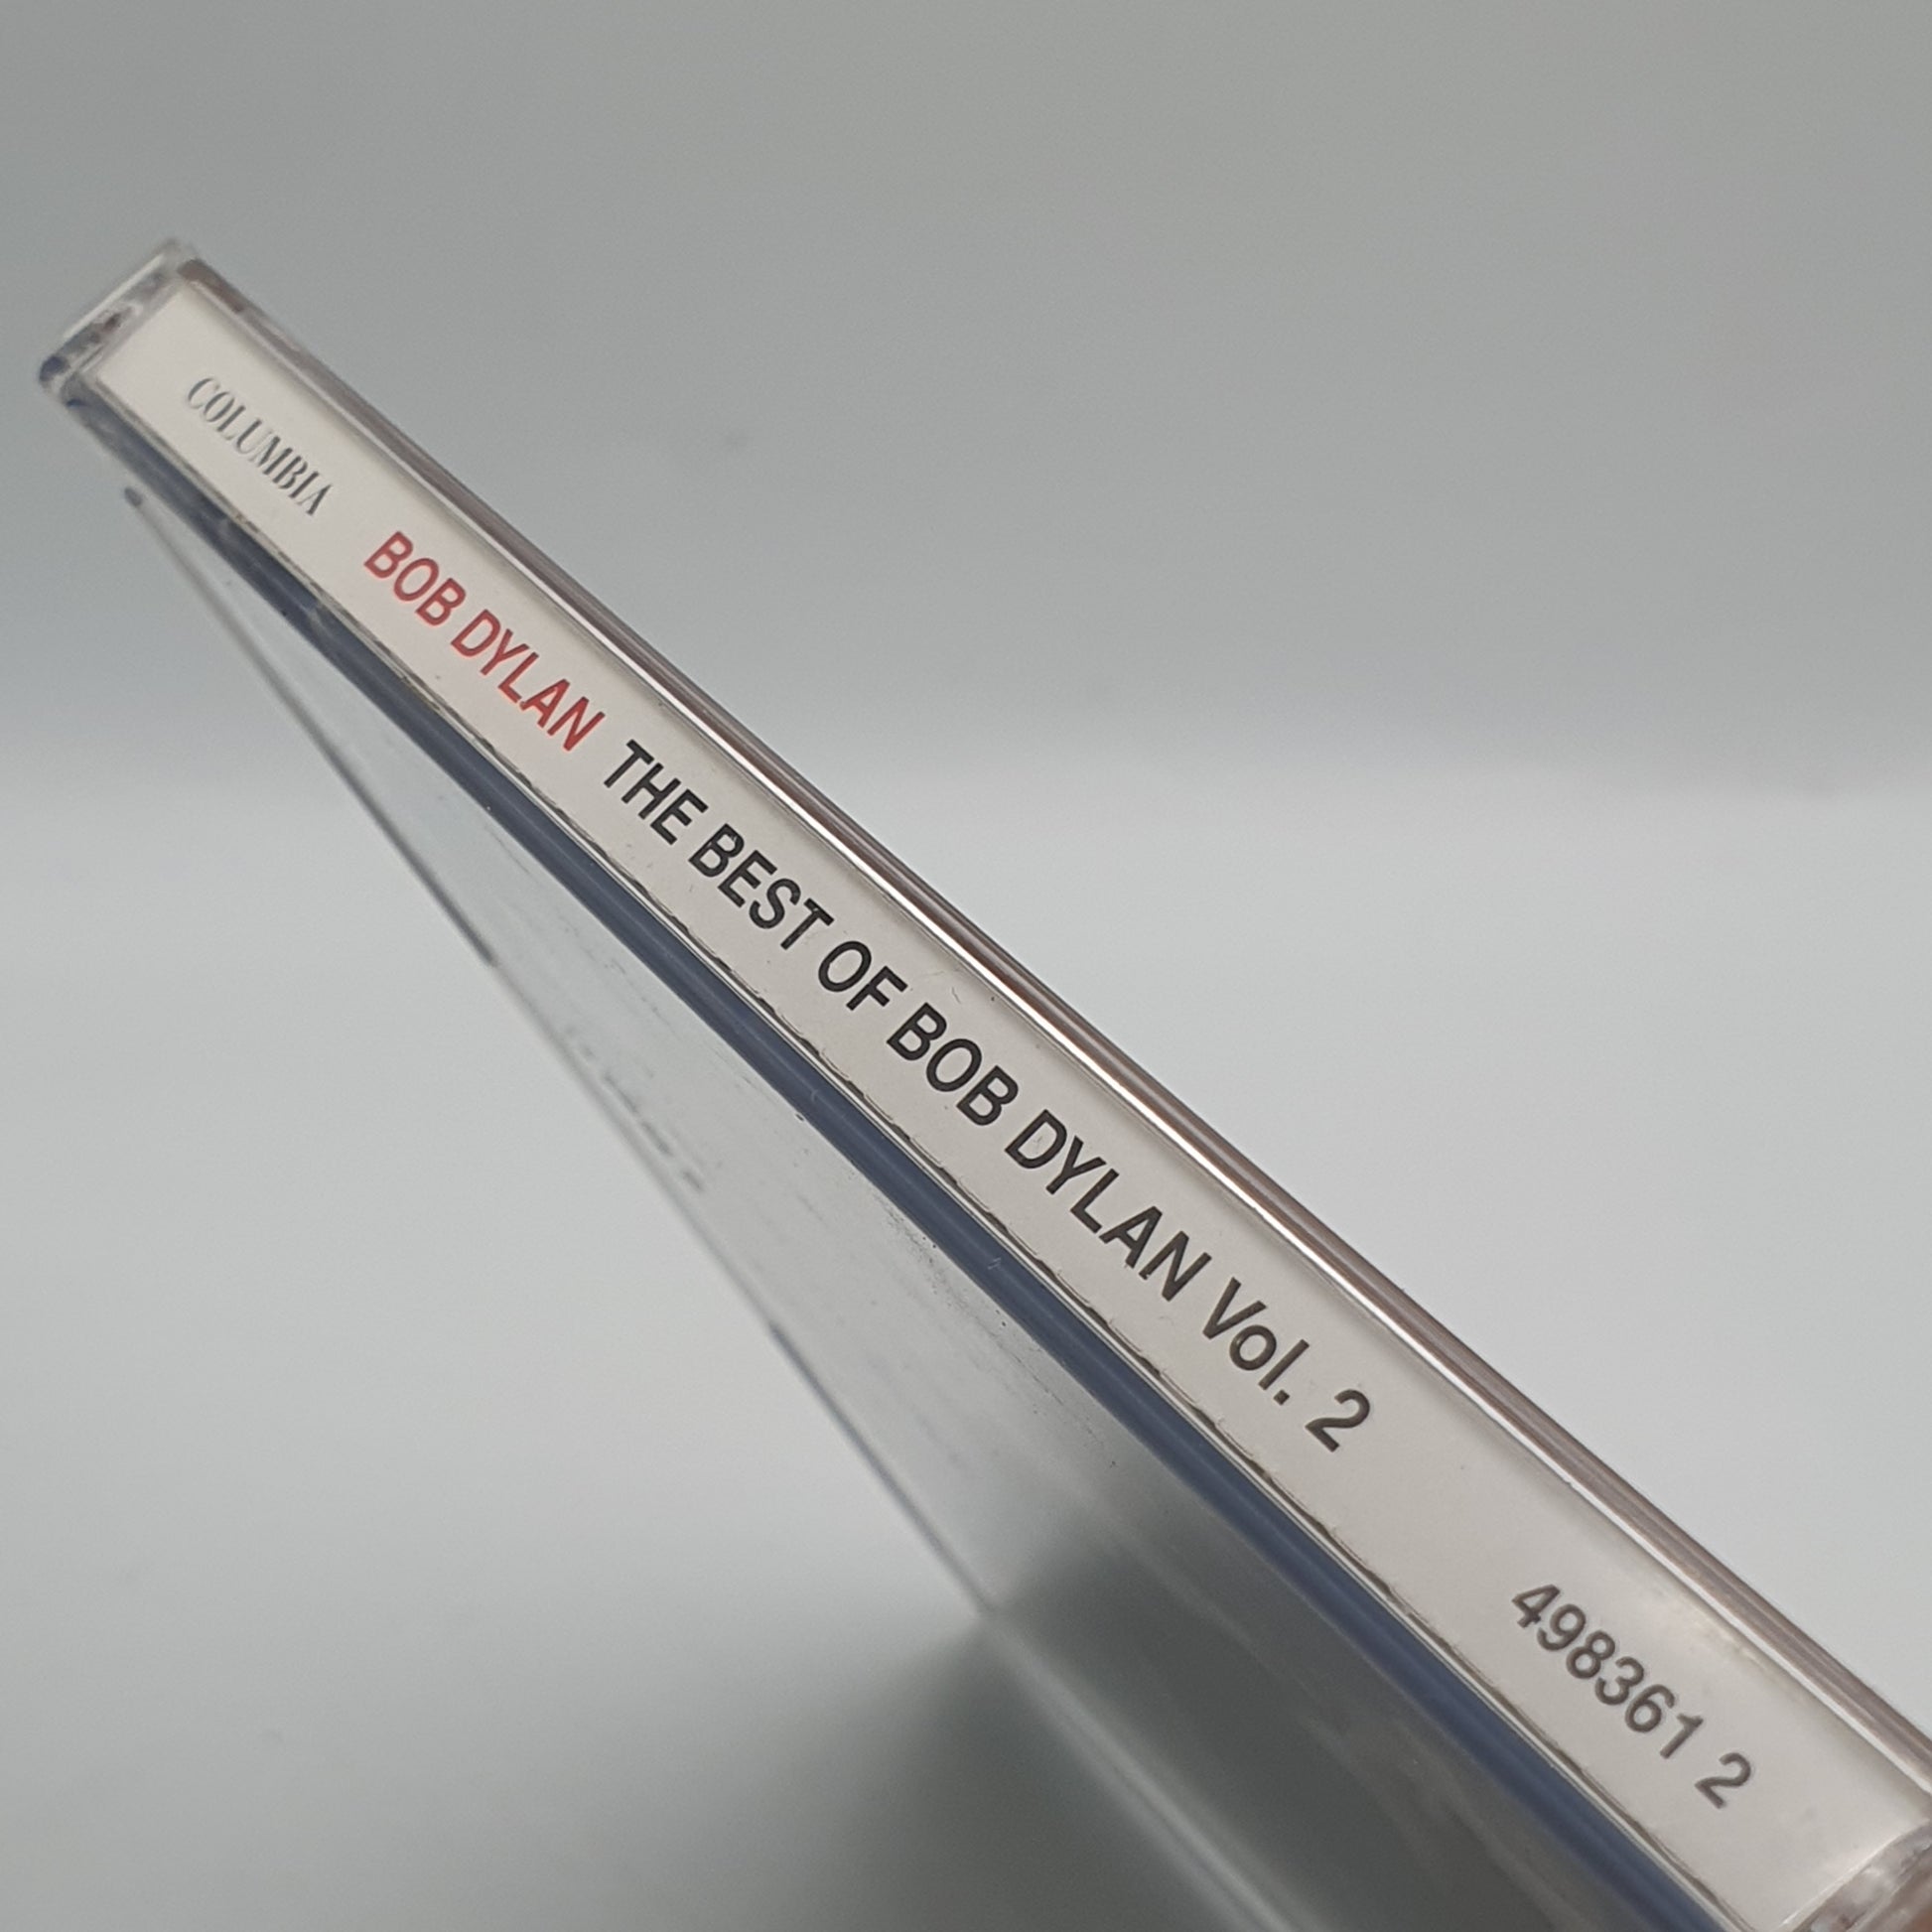 COLUMBIA BOB DYLAN THE BEST OF BOB DYLAN Vol. 2 498361 2